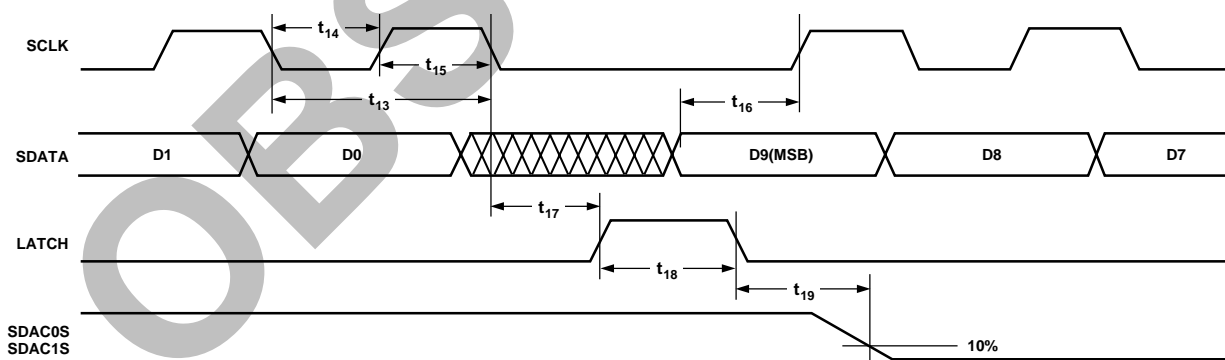 SCLK
t14
t15
t13
t16
SDATA
D1
D0
D9(MSB)
D8
D7
t17
LATCH
t18
t19
SDAC0S
SDAC1S
10%
OBS